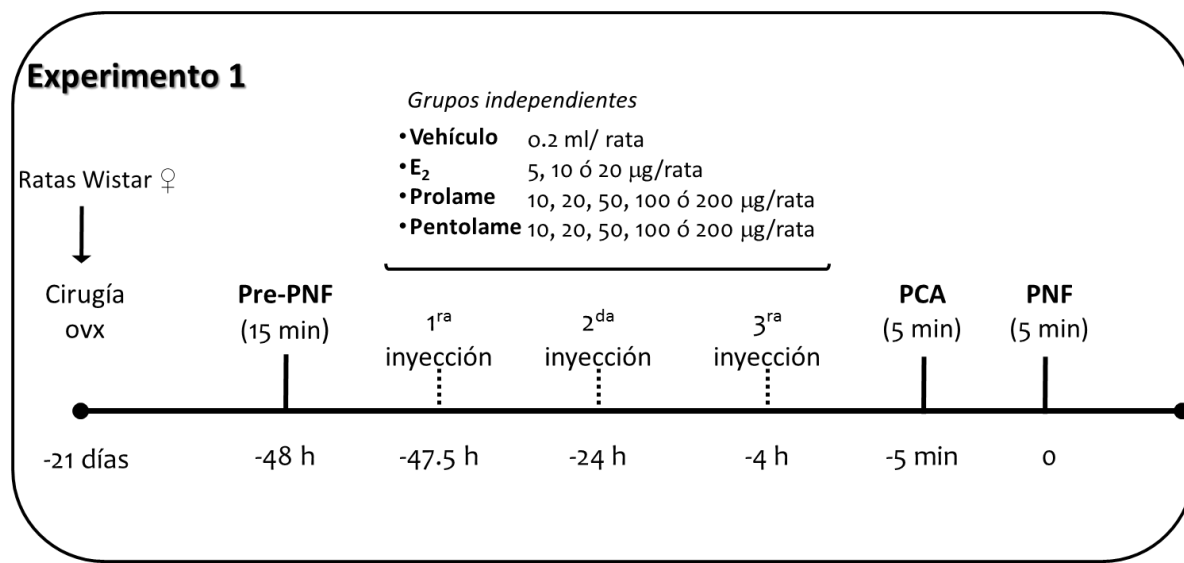 Experimento 1
Grupos independientes
•Vehículo 0.2 ml/ rata
•E₂ 5, 10 ó 20 µg/rata
•Prolame 10, 20, 50, 100 ó 200 µg/rata
•Pentolame 10, 20, 50, 100 ó 200 µg/rata
Ratas Wistar ♀
Cirugía
ovx
Pre-PNF
(15 min)
1ʳᵃ
inyección
2ᵈᵃ
inyección
3ʳᵃ
inyección
PCA
(5 min)
PNF
(5 min)
-21 días
-48 h
-47.5 h
-24 h
-4 h
-5 min
0